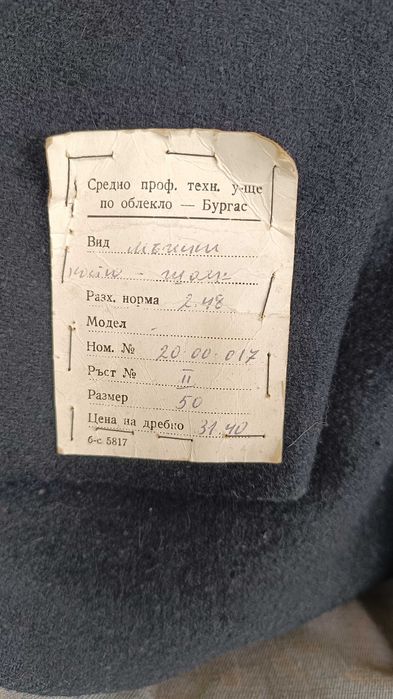 Средно проф. техн. у-ще
по облекло — Бургас
Вид мъжки
Разх. норма 2.48
Модел
Ном. № 20.00.017
Ръст № II
Размер 50
Цена на дребно 31.40
б-с 5817